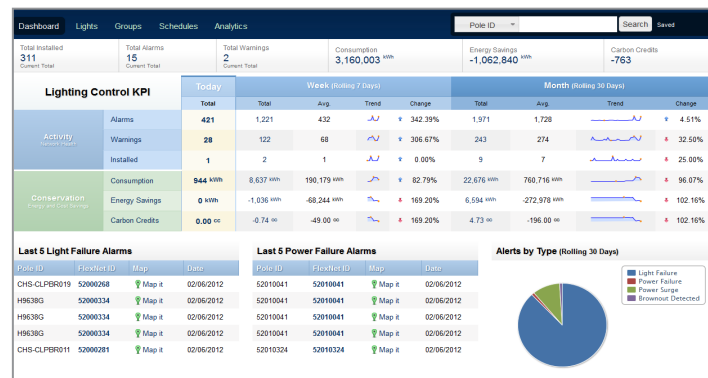 Dashboard Lights Groups Schedules Analytics Pole ID Search Saved
Total Installed Total Alarms Total Warnings Consumption Energy Savings Carbon Credits
311 15 2 3,160,003 kWh -1,062,840 kWh -763
Current Total Current Total Current Total
Lighting Control KPI Today Week (Rolling 7 Days) Month (Rolling 30 Days)
Total Total Avg. Trend Change Total Avg. Trend Change
Activity
Network Health
Alarms 421 1,221 432 342.39% 1,971 1,728 4.51%
Warnings 28 122 68 306.67% 243 274 32.50%
Installed 1 2 1 0.00% 9 7 25.00%
Conservation
Energy and Cost Savings
Consumption 944 kWh 8,637 kWh 190,179 kWh 82.79% 22,676 kWh 760,716 kWh 96.07%
Energy Savings 0 kWh -1,036 kWh -68,244 kWh 169.20% 6,594 kWh -272,978 kWh 102.16%
Carbon Credits 0.00 cc -0.74 cc -49.00 cc 169.20% 4.73 cc -196.00 cc 102.16%
Last 5 Light Failure Alarms
Pole ID FlexNet ID Map Date
CHS-CLPBR019 52000268 Map it 02/06/2012
H9638G 52000334 Map it 02/06/2012
H9638G 52000334 Map it 02/06/2012
H9638G 52000334 Map it 02/06/2012
CHS-CLPBR011 52000281 Map it 02/06/2012
Last 5 Power Failure Alarms
Pole ID FlexNet ID Map Date
52010041 52010041 Map it 02/06/2012
52010041 52010041 Map it 02/06/2012
52010041 52010041 Map it 02/06/2012
52010041 52010041 Map it 02/06/2012
52010324 52010324 Map it 02/06/2012
Alerts by Type (Rolling 30 Days)
Light Failure
Power Failure
Power Surge
Brownout Detected